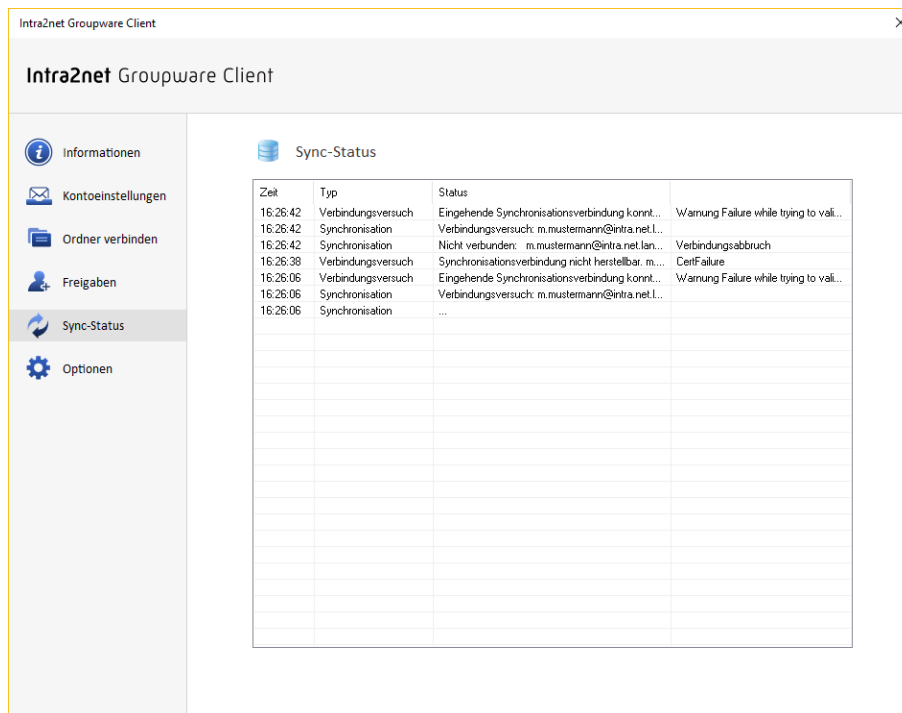 Intra2net Groupware Client
Intra2net Groupware Client
Informationen
Kontoeinstellungen
Ordner verbinden
Freigaben
Sync-Status
Optionen
Sync-Status
Zeit Typ Status
16:26:42 Verbindungsversuch Eingehende Synchronisationsverbindung konnt... Warnung Failure while trying to vali...
16:26:42 Synchronisation Verbindungsversuch: m.mustermann@intra.net.l...
16:26:42 Synchronisation Nicht verbunden: m.mustermann@intra.net.lan... Verbindungsabbruch
16:26:38 Verbindungsversuch Synchronisationsverbindung nicht herstellbar. m.... CertFailure
16:26:06 Verbindungsversuch Eingehende Synchronisationsverbindung konnt... Warnung Failure while trying to vali...
16:26:06 Synchronisation Verbindungsversuch: m.mustermann@intra.net.l...
16:26:06 Synchronisation ...